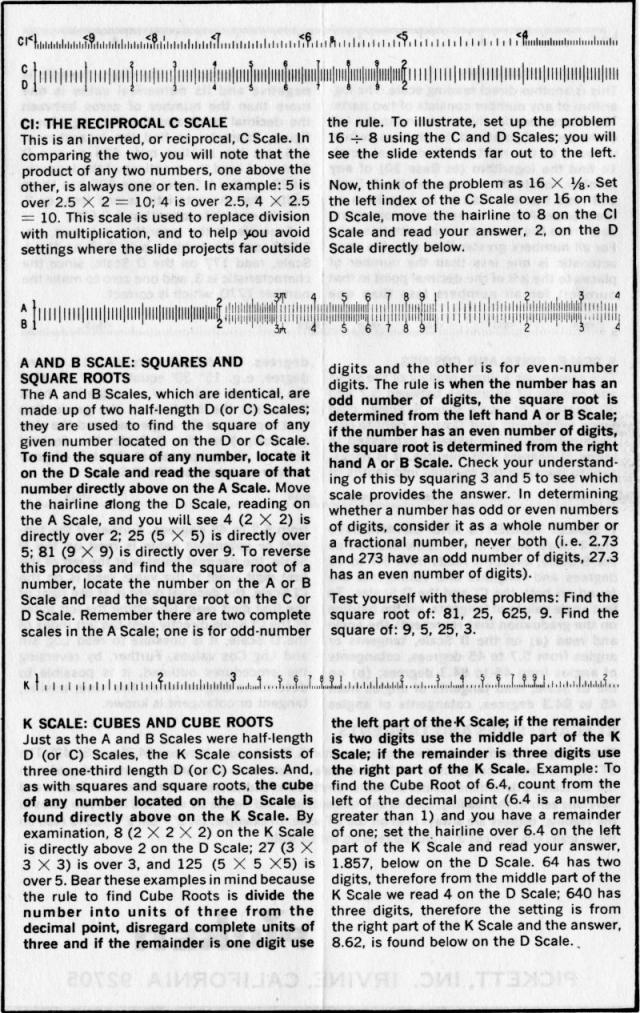 CI <1 <9 <8 <7 <6 <5 <4
C 1 1 2 3 4 5 6 7 8 9 2
D 1 1 2 3 4 5 6 7 8 9 2
CI: THE RECIPROCAL C SCALE
This is an inverted, or reciprocal, C Scale. In
comparing the two, you will note that the
product of any two numbers, one above the
other, is always one or ten. In example: 5 is
over 2.5 × 2 = 10; 4 is over 2.5, 4 × 2.5
= 10. This scale is used to replace division
with multiplication, and to help you avoid
settings where the slide projects far outside
the rule. To illustrate, set up the problem
16 ÷ 8 using the C and D Scales; you will
see the slide extends far out to the left.
Now, think of the problem as 16 × ⅛. Set
the left index of the C Scale over 16 on the
D Scale, move the hairline to 8 on the CI
Scale and read your answer, 2, on the D
Scale directly below.
A 1 2 3 π 4 5 6 7 8 9 1 2 3 4
B 1 2 3 π 4 5 6 7 8 9 1 2 3 4
A AND B SCALE: SQUARES AND
SQUARE ROOTS
The A and B Scales, which are identical, are
made up of two half-length D (or C) Scales;
they are used to find the square of any
given number located on the D or C Scale.
To find the square of any number, locate it
on the D Scale and read the square of that
number directly above on the A Scale. Move
the hairline along the D Scale, reading on
the A Scale, and you will see 4 (2 × 2) is
directly over 2; 25 (5 × 5) is directly over
5; 81 (9 × 9) is directly over 9. To reverse
this process and find the square root of a
number, locate the number on the A or B
Scale and read the square root on the C or
D Scale. Remember there are two complete
scales in the A Scale; one is for odd-number
digits and the other is for even-number
digits. The rule is when the number has an
odd number of digits, the square root is
determined from the left hand A or B Scale;
if the number has an even number of digits,
the square root is determined from the right
hand A or B Scale. Check your understand-
ing of this by squaring 3 and 5 to see which
scale provides the answer. In determining
whether a number has odd or even numbers
of digits, consider it as a whole number or
a fractional number, never both (i.e. 2.73
and 273 have an odd number of digits, 27.3
has an even number of digits).
Test yourself with these problems: Find the
square root of: 81, 25, 625, 9. Find the
square of: 9, 5, 25, 3.
K 1 2 3 4 5 6 7 8 9 1 2 3 4 5 6 7 8 9 1 2
K SCALE: CUBES AND CUBE ROOTS
Just as the A and B Scales were half-length
D (or C) Scales, the K Scale consists of
three one-third length D (or C) Scales. And,
as with squares and square roots, the cube
of any number located on the D Scale is
found directly above on the K Scale. By
examination, 8 (2 × 2 × 2) on the K Scale
is directly above 2 on the D Scale; 27 (3 ×
3 × 3) is over 3, and 125 (5 × 5 ×5) is
over 5. Bear these examples in mind because
the rule to find Cube Roots is divide the
number into units of three from the
decimal point, disregard complete units of
three and if the remainder is one digit use
the left part of the K Scale; if the remainder
is two digits use the middle part of the K
Scale; if the remainder is three digits use
the right part of the K Scale. Example: To
find the Cube Root of 6.4, count from the
left of the decimal point (6.4 is a number
greater than 1) and you have a remainder
of one; set the hairline over 6.4 on the left
part of the K Scale and read your answer,
1.857, below on the D Scale. 64 has two
digits, therefore from the middle part of the
K Scale we read 4 on the D Scale; 640 has
three digits, therefore the setting is from
the right part of the K Scale and the answer,
8.62, is found below on the D Scale.
PICKETT, INC. IRVINE, CALIFORNIA 92705